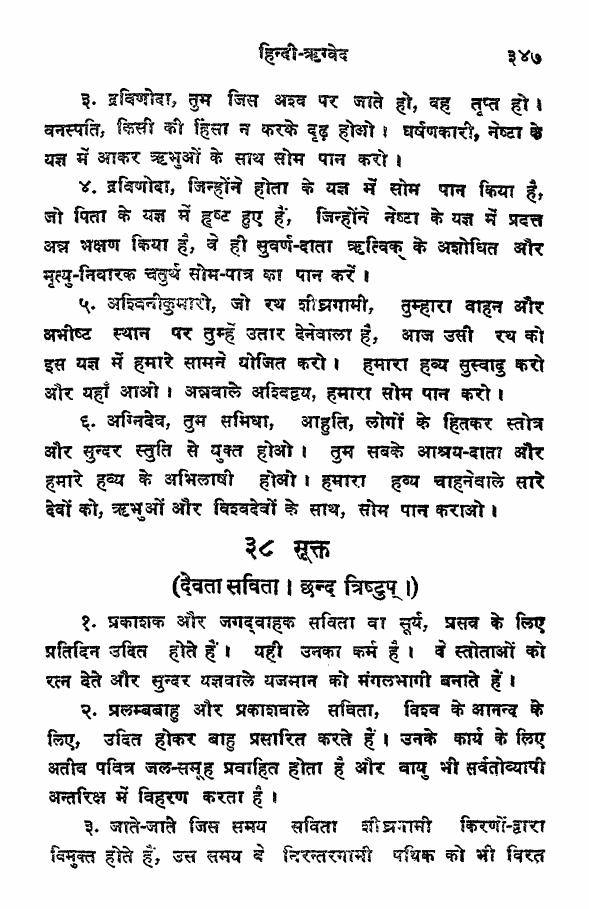 हिन्दी-ऋग्वेद ३४७
३. द्रविणोदा, तुम जिस अश्व पर जाते हो, वह तृप्त हो।
वनस्पति, किसी की हिंसा न करके दृढ़ होओ। घर्षणकारी, नेष्टा के
यज्ञ में आकर ऋभुओं के साथ सोम पान करो।
४. द्रविणोदा, जिन्होंने होता के यज्ञ में सोम पान किया है,
जो पिता के यज्ञ में हृष्ट हुए हैं, जिन्होंने नेष्टा के यज्ञ में प्रदत्त
अन्न भक्षण किया है, वे ही सुवर्ण-दाता ऋत्विक् के अशोधित और
मृत्यु-निवारक चतुर्थ सोम-पात्र का पान करें।
५. अश्विनीकुमारो, जो रथ शीघ्रगामी, तुम्हारा वाहन और
अभीष्ट स्थान पर तुम्हें उतार देनेवाला है, आज उसी रथ को
इस यज्ञ में हमारे सामने योजित करो। हमारा हव्य सुस्वादु करो
और यहाँ आओ। अन्नवाले अश्विद्वय, हमारा सोम पान करो।
६. अग्निदेव, तुम समिधा, आहुति, लोगों के हितकर स्तोत्र
और सुन्दर स्तुति से युक्त होओ। तुम सबके आश्रय-दाता और
हमारे हव्य के अभिलाषी होओ। हमारा हव्य चाहनेवाले सारे
देवों को, ऋभुओं और विश्वदेवों के साथ, सोम पान कराओ।
३८ सूक्त
(देवता सविता। छन्द त्रिष्टुप्।)
१. प्रकाशक और जगद्वाहक सविता वा सूर्य, प्रसव के लिए
प्रतिदिन उदित होते हैं। यही उनका कर्म है। वे स्तोताओं को
रत्न देते और सुन्दर यज्ञवाले यजमान को मंगलभागी बनाते हैं।
२. प्रलम्बबाहु और प्रकाशवाले सविता, विश्व के आनन्द के
लिए, उदित होकर बाहु प्रसारित करते हैं। उनके कार्य के लिए
अतीव पवित्र जल-समूह प्रवाहित होता है और वायु भी सर्वतोव्यापी
अन्तरिक्ष में विहरण करता है।
३. जाते-जाते जिस समय सविता शीघ्रगामी किरणों-द्वारा
विमुक्त होते हैं, उस समय वे निरन्तरगामी पथिक को भी विरत